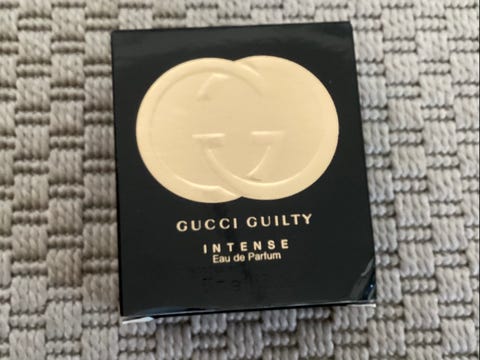 GUCCI GUILTY
INTENSE
Eau de Parfum